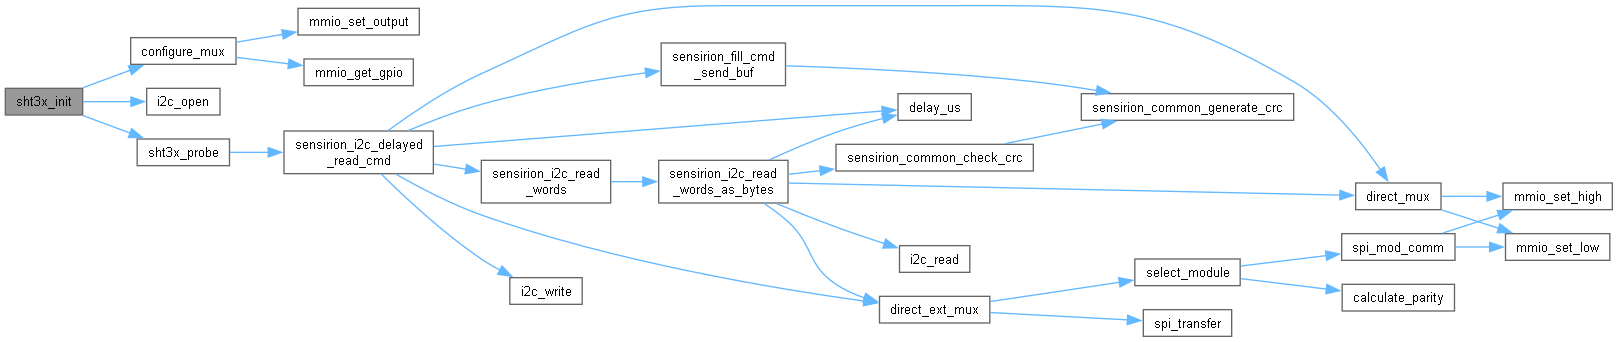 sht3x_init
configure_mux
i2c_open
sht3x_probe
mmio_set_output
mmio_get_gpio
sensirion_i2c_delayed
_read_cmd
sensirion_i2c_read
_words
i2c_write
sensirion_fill_cmd
_send_buf
sensirion_i2c_read
_words_as_bytes
delay_us
sensirion_common_check_crc
i2c_read
direct_ext_mux
sensirion_common_generate_crc
select_module
spi_transfer
direct_mux
spi_mod_comm
calculate_parity
mmio_set_high
mmio_set_low